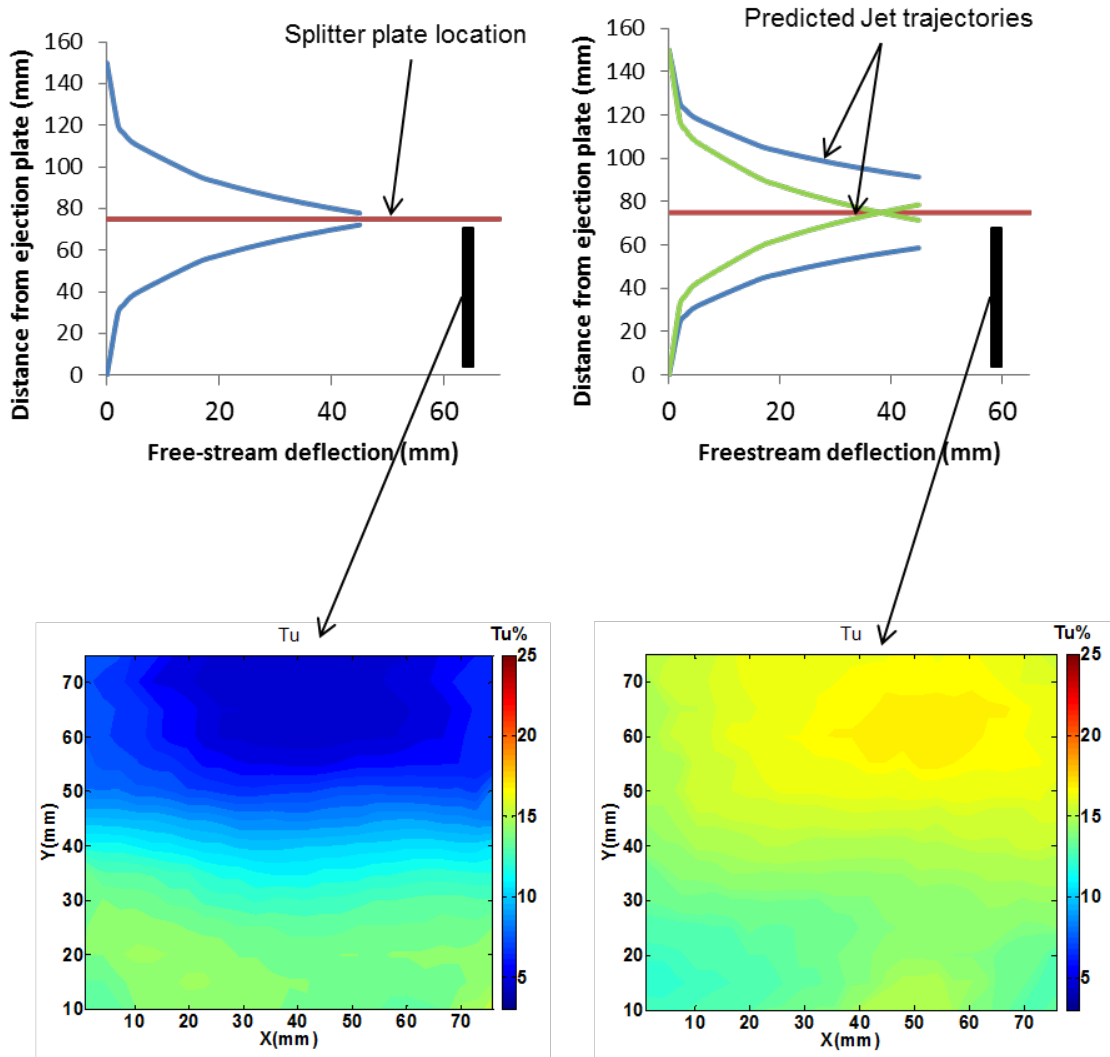 Splitter plate location
Distance from ejection plate (mm)
160
140
120
100
80
60
40
20
0
0 20 40 60
Free-stream deflection (mm)
Predicted Jet trajectories
Distance from ejection plate (mm)
160
140
120
100
80
60
40
20
0
0 20 40 60
Freestream deflection (mm)
Tu Tu%
Y(mm)
70
60
50
40
30
20
10
10 20 30 40 50 60 70
X(mm)
25
20
15
10
5
Tu Tu%
Y(mm)
70
60
50
40
30
20
10
10 20 30 40 50 60 70
X(mm)
25
20
15
10
5